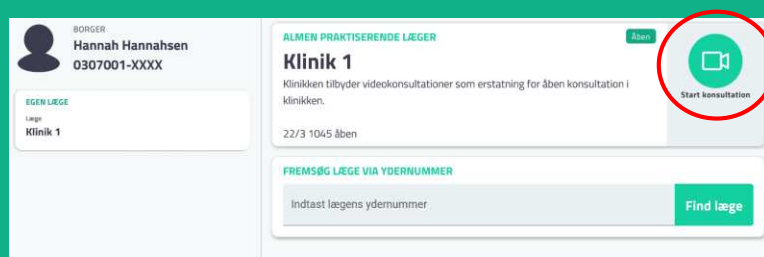 BORGER
Hannah Hannahsen
0307001-XXXX
EGEN LÆGE
Læge
Klinik 1
ALMEN PRAKTISERENDE LÆGER
Åben
Klinik 1
Klinikken tilbyder videokonsultationer som erstatning for åben konsultation i
klinikken.
22/3 1045 åben
Start konsultation
FREMSØG LÆGE VIA YDERNUMMER
Indtast lægens ydernummer
Find læge